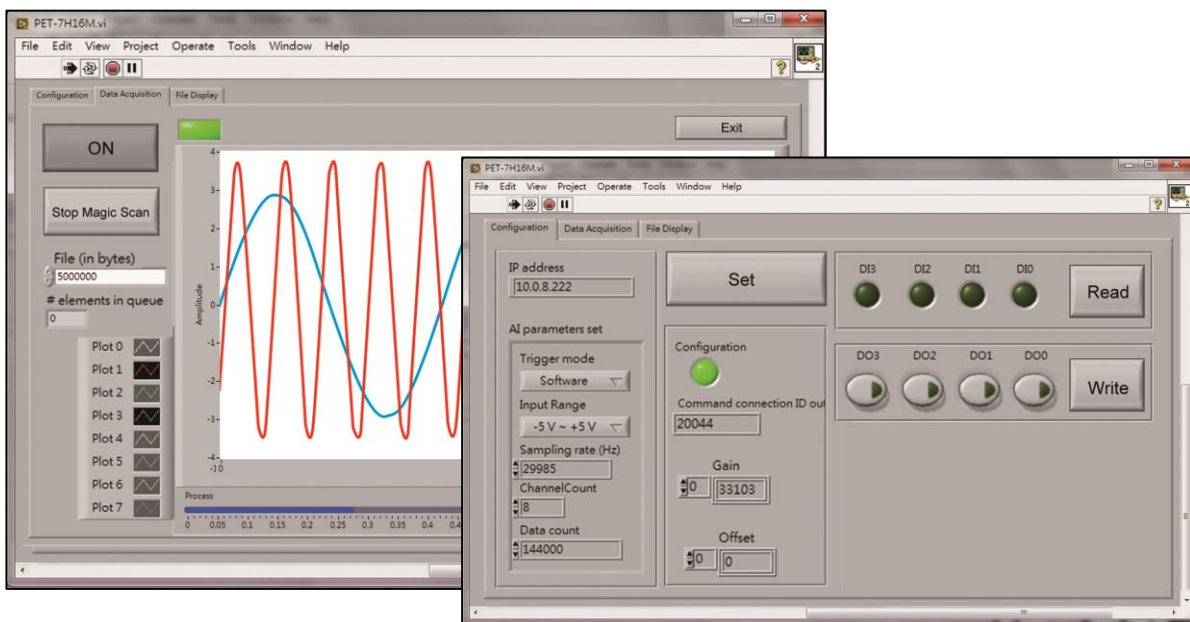 PET-7H16M.vi
File Edit View Project Operate Tools Window Help
2
Configuration Data Acquisition File Display
ON
Exit
Stop Magic Scan
File (in bytes)
5000000
# elements in queue
0
Plot 0
Plot 1
Plot 2
Plot 3
Plot 4
Plot 5
Plot 6
Plot 7
Amplitude
4
3
2
1
0
-1
-2
-3
-4
-10
Process
0 0.05 0.1 0.15 0.2 0.25 0.3 0.35 0.4
PET-7H16M.vi
File Edit View Project Operate Tools Window Help
2
Configuration Data Acquisition File Display
IP address
10.0.8.222
AI parameters set
Trigger mode
Software
Input Range
-5 V ~ +5 V
Sampling rate (Hz)
29985
ChannelCount
8
Data count
144000
Set
Configuration
Command connection ID out
20044
Gain
0 33103
Offset
0 0
DI3 DI2 DI1 DI0
Read
DO3 DO2 DO1 DO0
Write